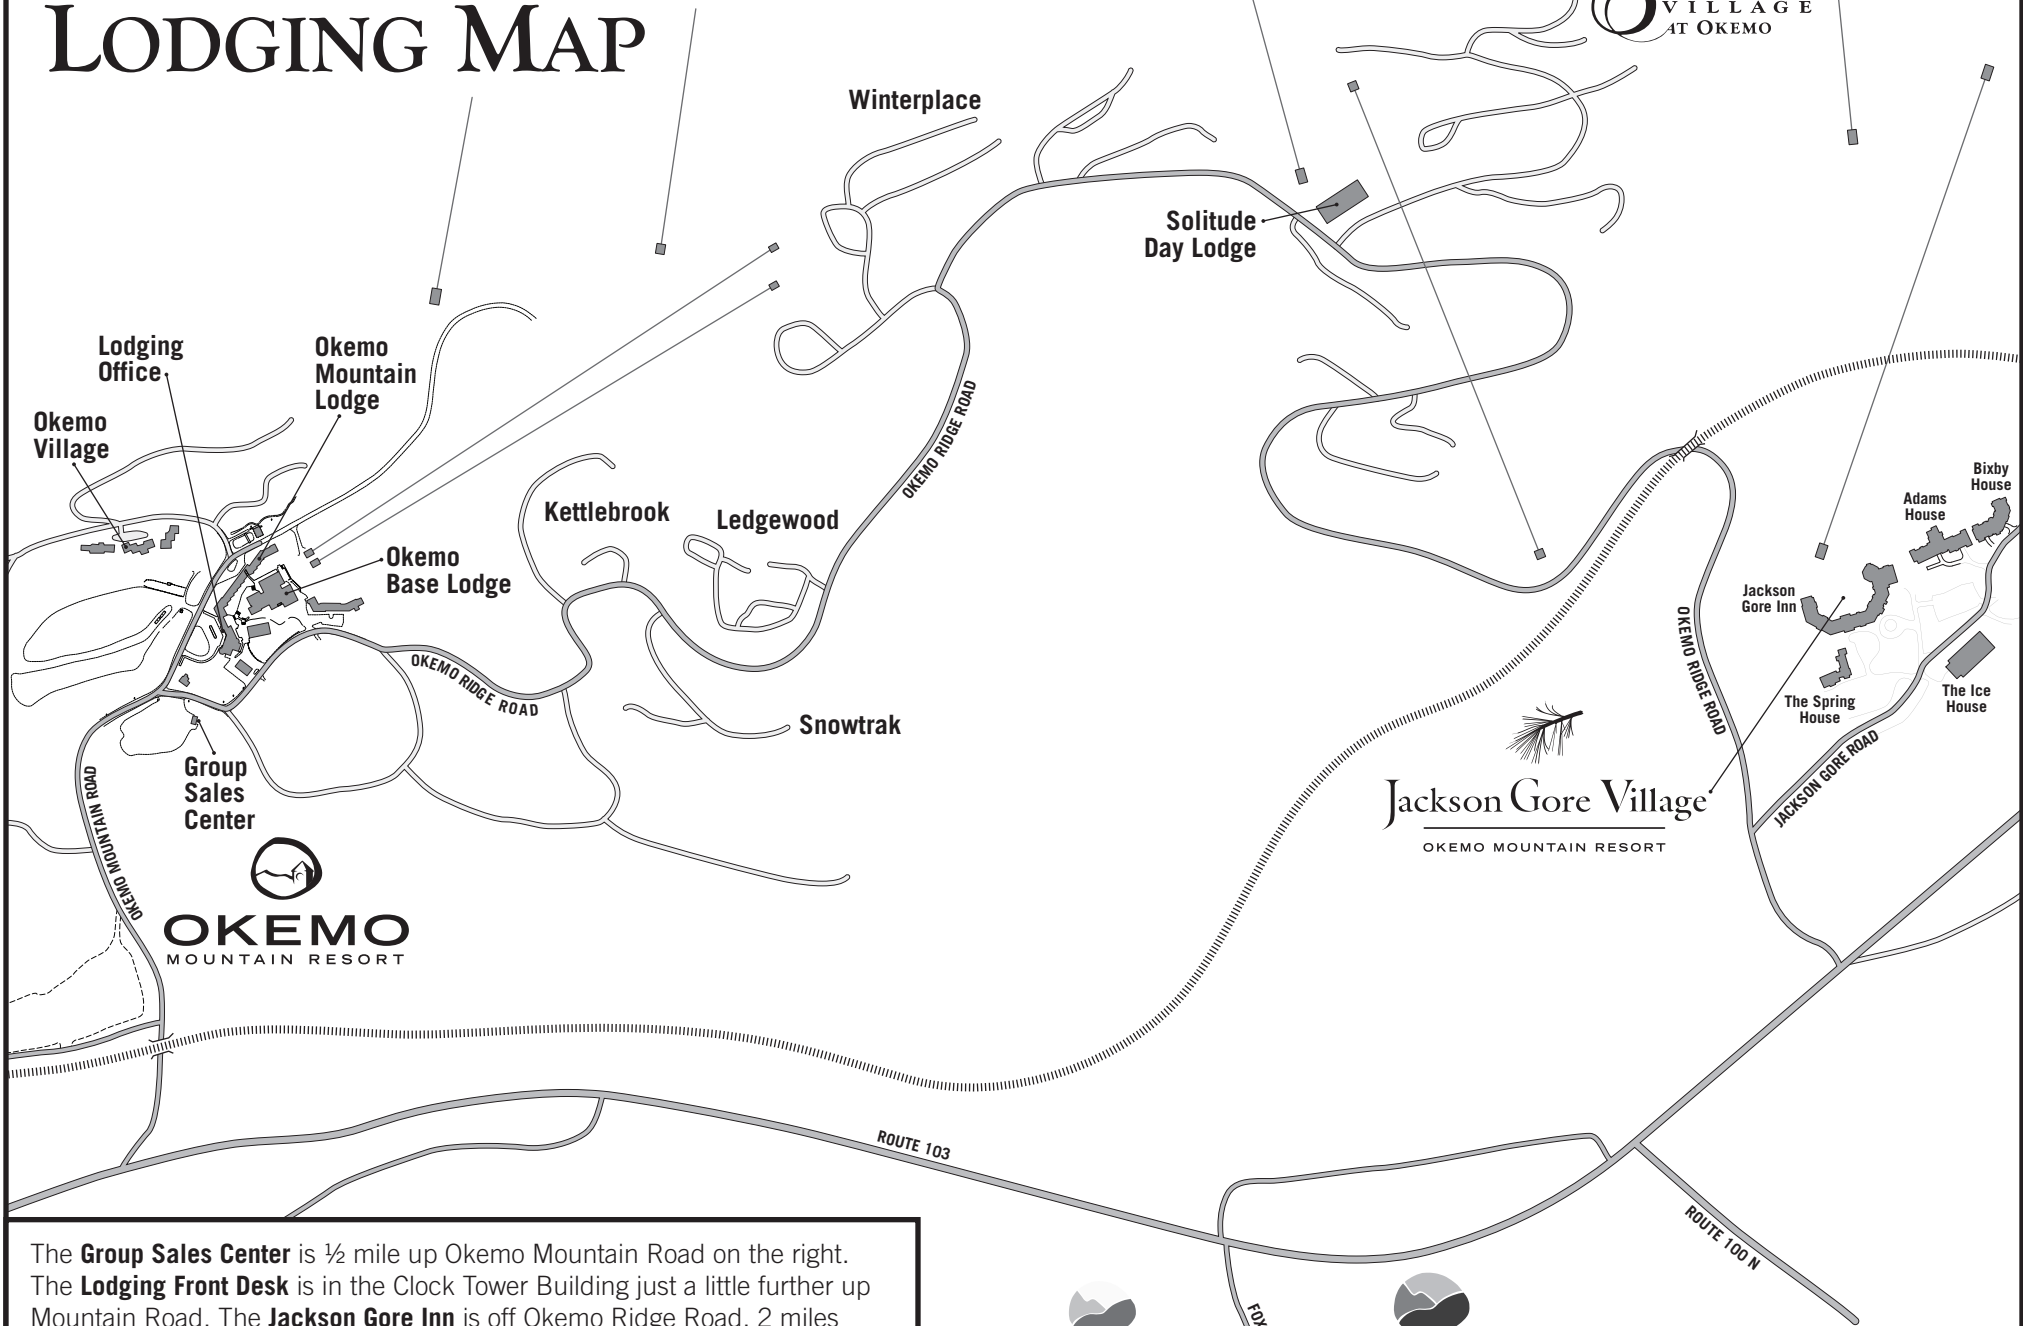 LODGING MAP
VILLAGE
AT OKEMO
Winterplace
Solitude
Day Lodge
Lodging
Office
Okemo
Mountain
Lodge
Okemo
Village
OKEMO RIDGE ROAD
Kettlebrook
Ledgewood
Okemo
Base Lodge
Bixby
House
Adams
House
Jackson
Gore Inn
OKEMO RIDGE ROAD
OKEMO RIDGE ROAD
The Spring
House
The Ice
House
Snowtrak
JACKSON GORE ROAD
Group
Sales
Center
OKEMO MOUNTAIN ROAD
Jackson Gore Village
OKEMO MOUNTAIN RESORT
OKEMO
MOUNTAIN RESORT
ROUTE 103
ROUTE 100 N
The Group Sales Center is ½ mile up Okemo Mountain Road on the right.
The Lodging Front Desk is in the Clock Tower Building just a little further up
Mountain Road. The Jackson Gore Inn is off Okemo Ridge Road, 2 miles
FOX